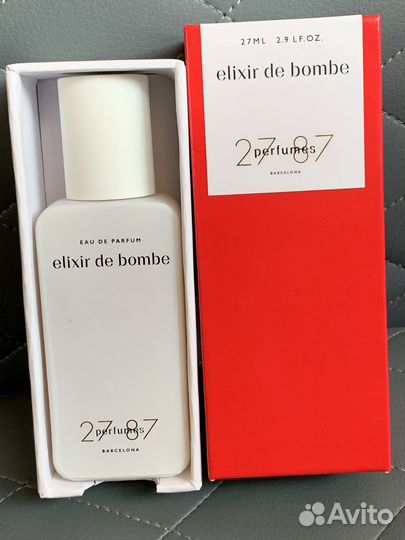 27ML 2.9 LF.OZ.
elixir de bombe
27 87
perfumes
BARCELONA
EAU DE PARFUM
elixir de bombe
27 87
perfumes
BARCELONA
Avito